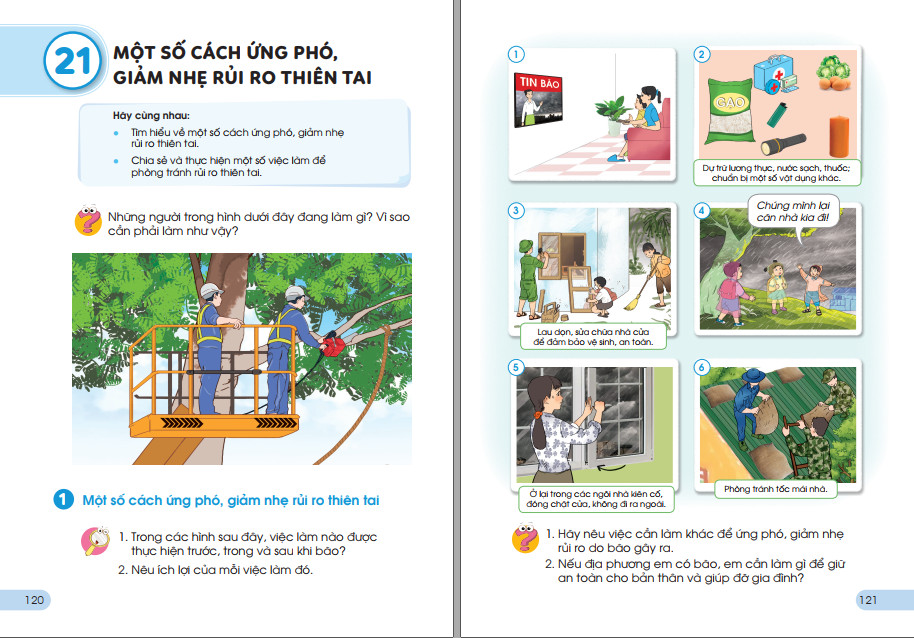 21
MỘT SỐ CÁCH ỨNG PHÓ,
GIẢM NHẸ RỦI RO THIÊN TAI
Hãy cùng nhau:
Tìm hiểu về một số cách ứng phó, giảm nhẹ
rủi ro thiên tai.
Chia sẻ và thực hiện một số việc làm để
phòng tránh rủi ro thiên tai.
Những người trong hình dưới đây đang làm gì? Vì sao
cần phải làm như vậy?
1 Một số cách ứng phó, giảm nhẹ rủi ro thiên tai
1. Trong các hình sau đây, việc làm nào được
thực hiện trước, trong và sau khi bão?
2. Nêu ích lợi của mỗi việc làm đó.
120
1
TIN BÃO
2
GẠO
Dự trữ lương thực, nước sạch, thuốc;
chuẩn bị một số vật dụng khác.
3
Lau dọn, sửa chữa nhà cửa
để đảm bảo vệ sinh, an toàn.
4
Chúng mình lại
căn nhà kia đi!
5
Ở lại trong các ngôi nhà kiên cố,
đóng chặt cửa, không đi ra ngoài.
6
Phòng tránh tốc mái nhà.
1. Hãy nêu việc cần làm khác để ứng phó, giảm nhẹ
rủi ro do bão gây ra.
2. Nếu địa phương em có bão, em cần làm gì để giữ
an toàn cho bản thân và giúp đỡ gia đình?
121